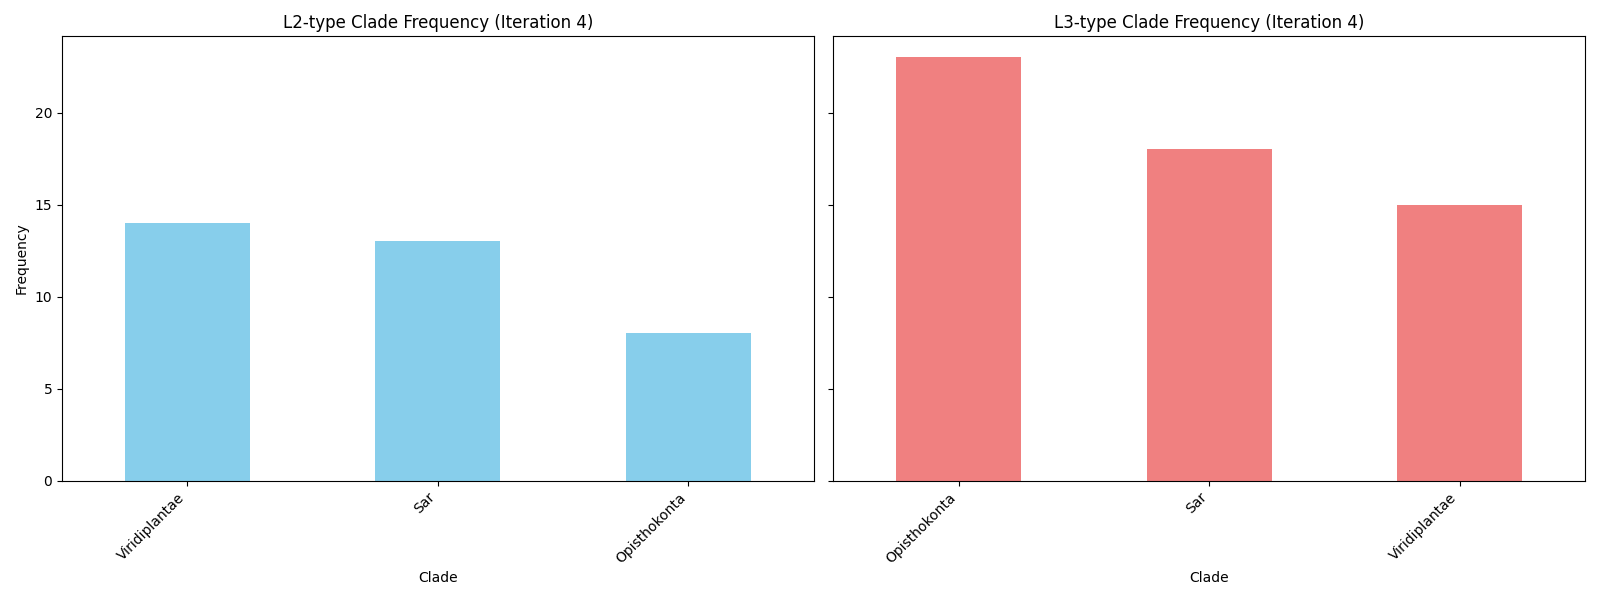 L2-type Clade Frequency (Iteration 4)
Frequency
20
15
10
5
0
Viridiplantae
Sar
Opisthokonta
Clade
L3-type Clade Frequency (Iteration 4)
Opisthokonta
Sar
Viridiplantae
Clade